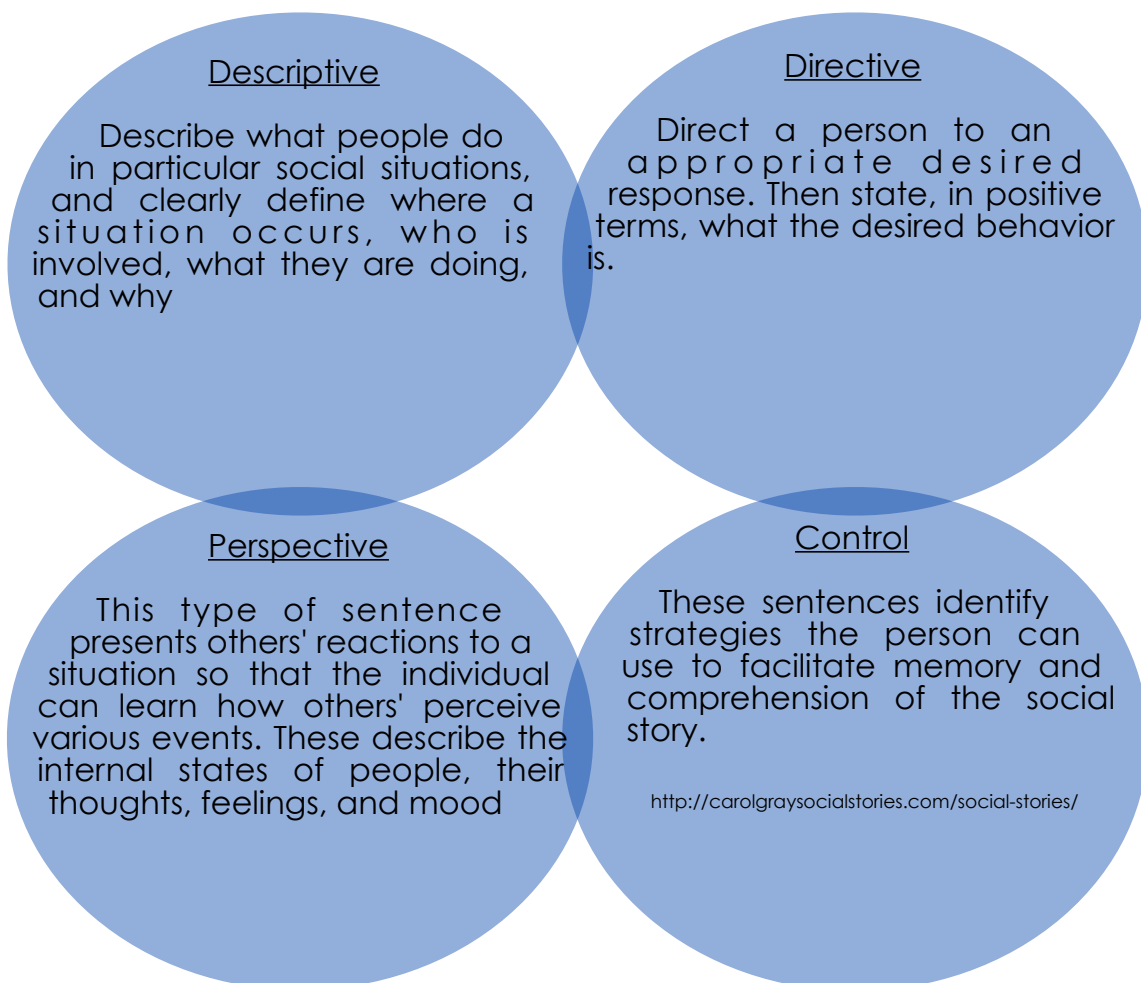 Descriptive
Describe what people do
in particular social situations,
and clearly define where a
situation occurs, who is
involved, what they are doing,
and why
Directive
Direct a person to an
appropriate desired
response. Then state, in positive
terms, what the desired behavior
is.
Perspective
This type of sentence
presents others' reactions to a
situation so that the individual
can learn how others' perceive
various events. These describe the
internal states of people, their
thoughts, feelings, and mood
Control
These sentences identify
strategies the person can
use to facilitate memory and
comprehension of the social
story.
http://carolgraysocialstories.com/social-stories/